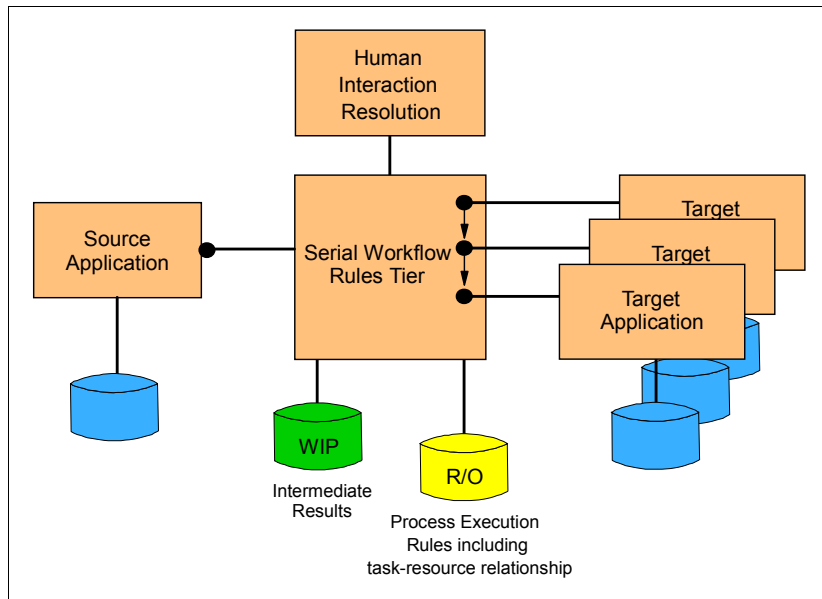 Human
Interaction
Resolution
Source
Application
Serial Workflow
Rules Tier
Target
Target
Target
Application
WIP
Intermediate
Results
R/O
Process Execution
Rules including
task-resource relationship